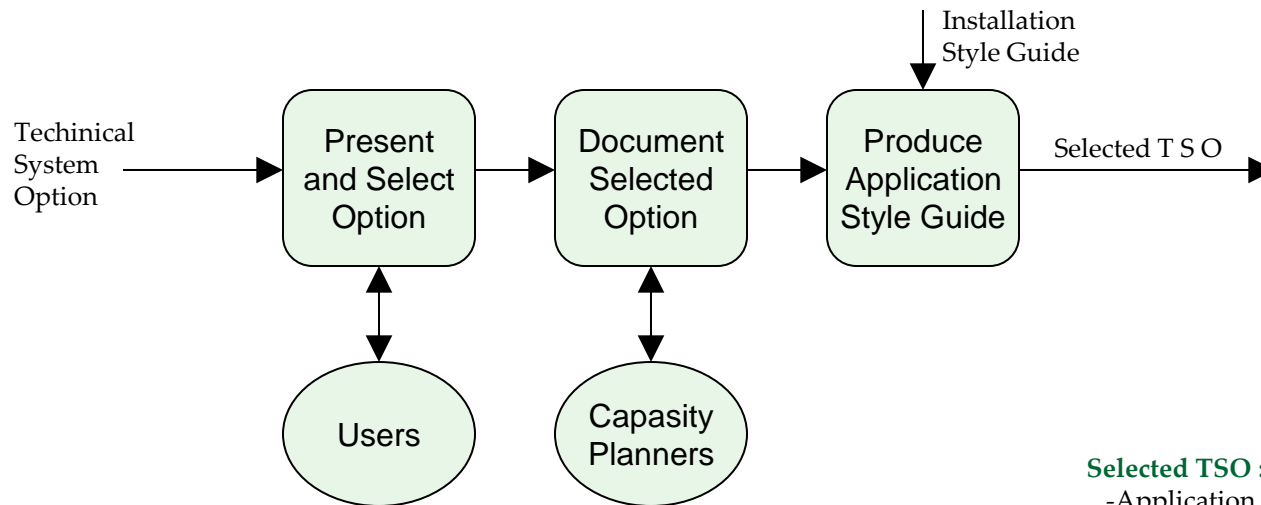 Installation
Style Guide
Techinical
System
Option
Present
and Select
Option
Document
Selected
Option
Produce
Application
Style Guide
Selected T S O
Users
Capasity
Planners
Selected TSO :
-Application